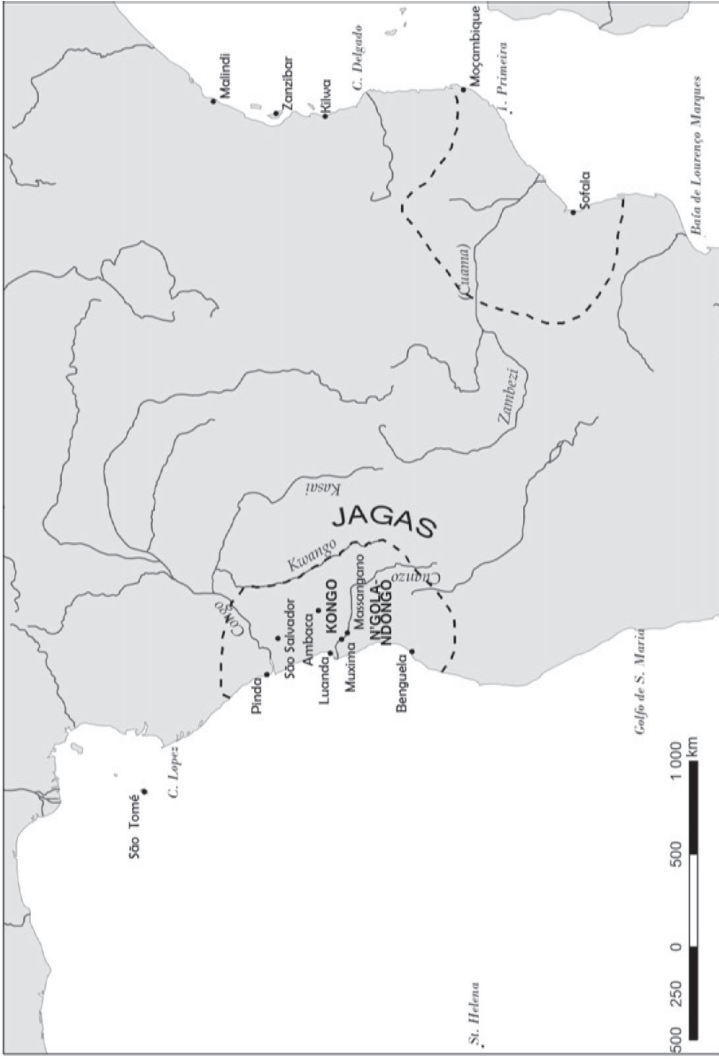 Malindi
Zanzibar
Kilwa
C. Delgado
Moçambique
I. Primeira
Sofala
Baía de Lourenço Marques
(Cuama)
Zambezi
Kasai
JAGAS
Kwango
Cuanzo
Congo
São Salvador
Ambaca
KONGO
Massangano
N'GOLA-
NDONGO
Pinda
Luanda
Muxima
Benguela
São Tomé
C. Lopez
Golfo de S. Maria
St. Helena
500 250 0 500 1 000
km